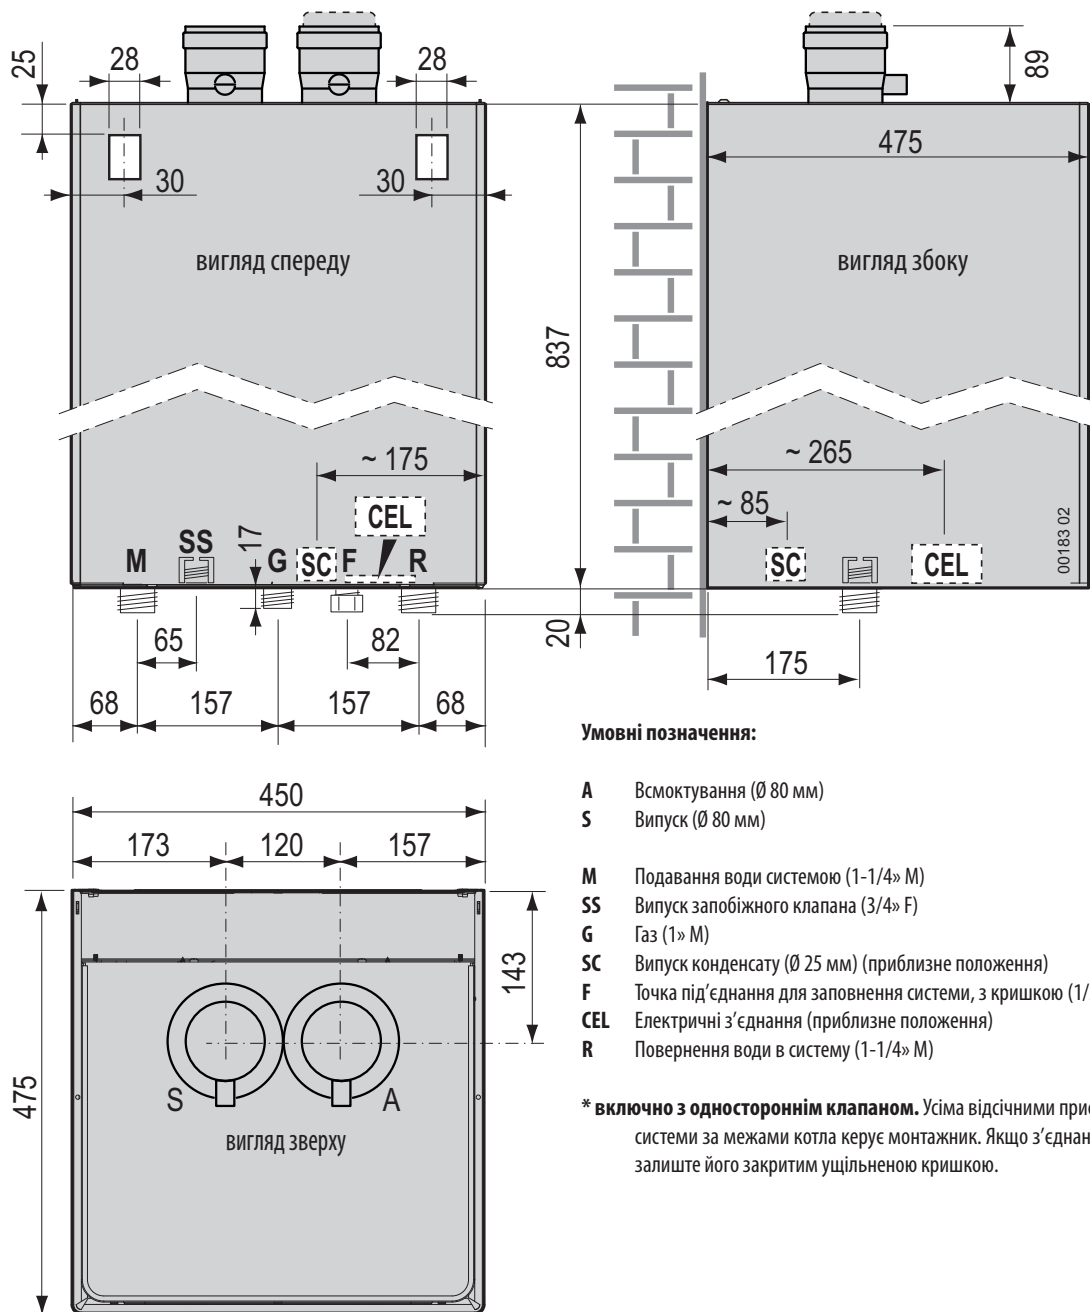 25
28
28
89
475
30
30
вигляд спереду
вигляд збоку
837
~ 175
~ 265
~ 85
CEL
17
M
SS
G
SC
F
R
SC
CEL
00183 02
65
82
20
175
68
157
157
68
Умовні позначення:
450
173
120
157
143
475
S
A
вигляд зверху
A Всмоктування (Ø 80 мм)
S Випуск (Ø 80 мм)
M Подавання води системою (1-1/4» M)
SS Випуск запобіжного клапана (3/4» F)
G Газ (1» M)
SC Випуск конденсату (Ø 25 мм) (приблизне положення)
F Точка під’єднання для заповнення системи, з кришкою (1/
CEL Електричні з’єднання (приблизне положення)
R Повернення води в систему (1-1/4» M)
* включно з одностороннім клапаном. Усіма відсічними
системи за межами котла керує монтажник. Якщо
залиште його закритим ущільненою кришкою.